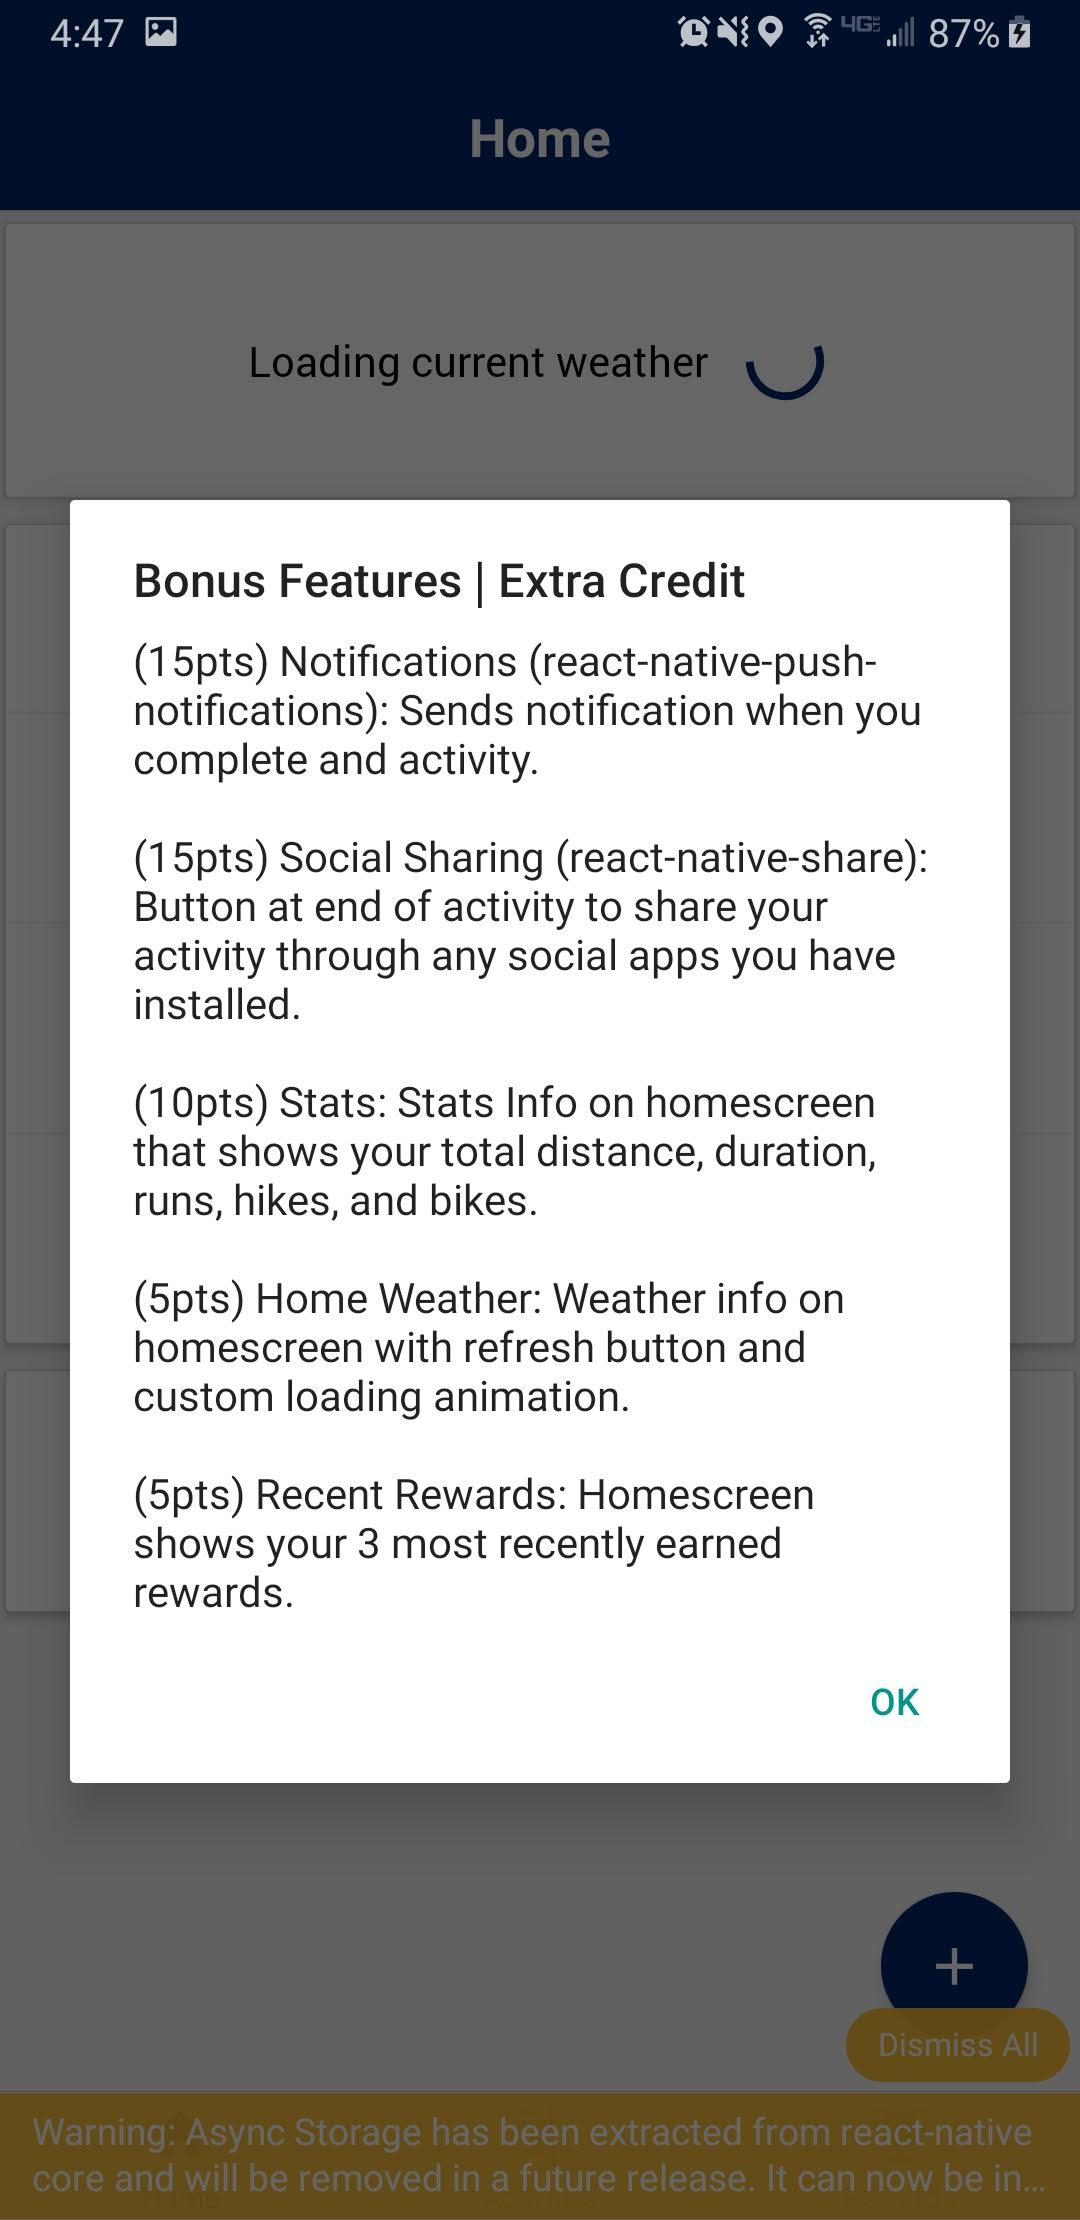 4:47
4G LTE 87%
Home
Loading current weather
Bonus Features | Extra Credit
(15pts) Notifications (react-native-push-
notifications): Sends notification when you
complete and activity.
(15pts) Social Sharing (react-native-share):
Button at end of activity to share your
activity through any social apps you have
installed.
(10pts) Stats: Stats Info on homescreen
that shows your total distance, duration,
runs, hikes, and bikes.
(5pts) Home Weather: Weather info on
homescreen with refresh button and
custom loading animation.
(5pts) Recent Rewards: Homescreen
shows your 3 most recently earned
rewards.
OK
+
Dismiss All
Warning: Async Storage has been extracted from react-native
core and will be removed in a future release. It can now be in...
Home